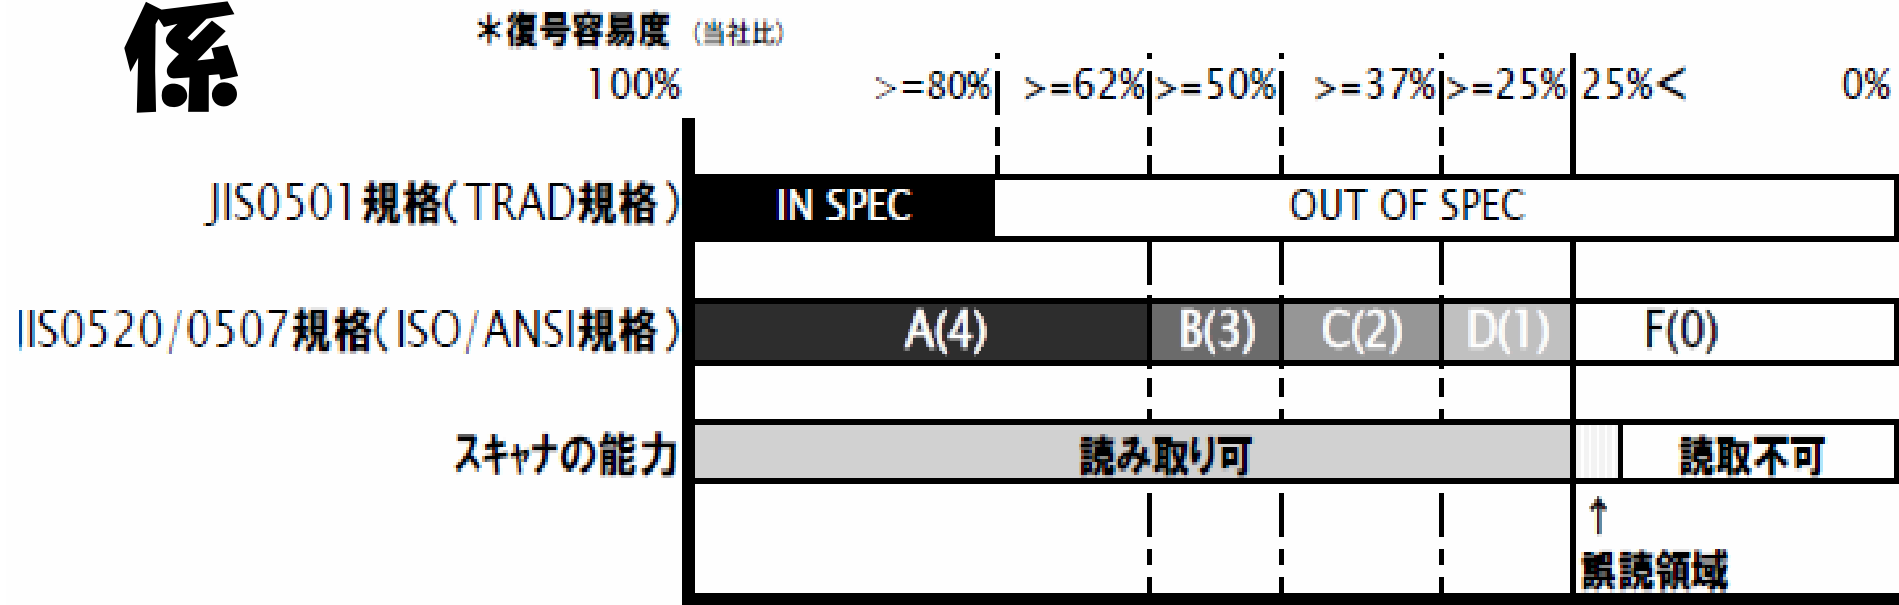 係
*復号容易度 (当社比)
100% >=80% >=62% >=50% >=37% >=25% 25%< 0%
JIS0501規格(TRAD規格) IN SPEC OUT OF SPEC
JIS0520/0507規格(ISO/ANSI規格) A(4) B(3) C(2) D(1) F(0)
スキャナの能力 読み取り可 読取不可
↑
誤読領域